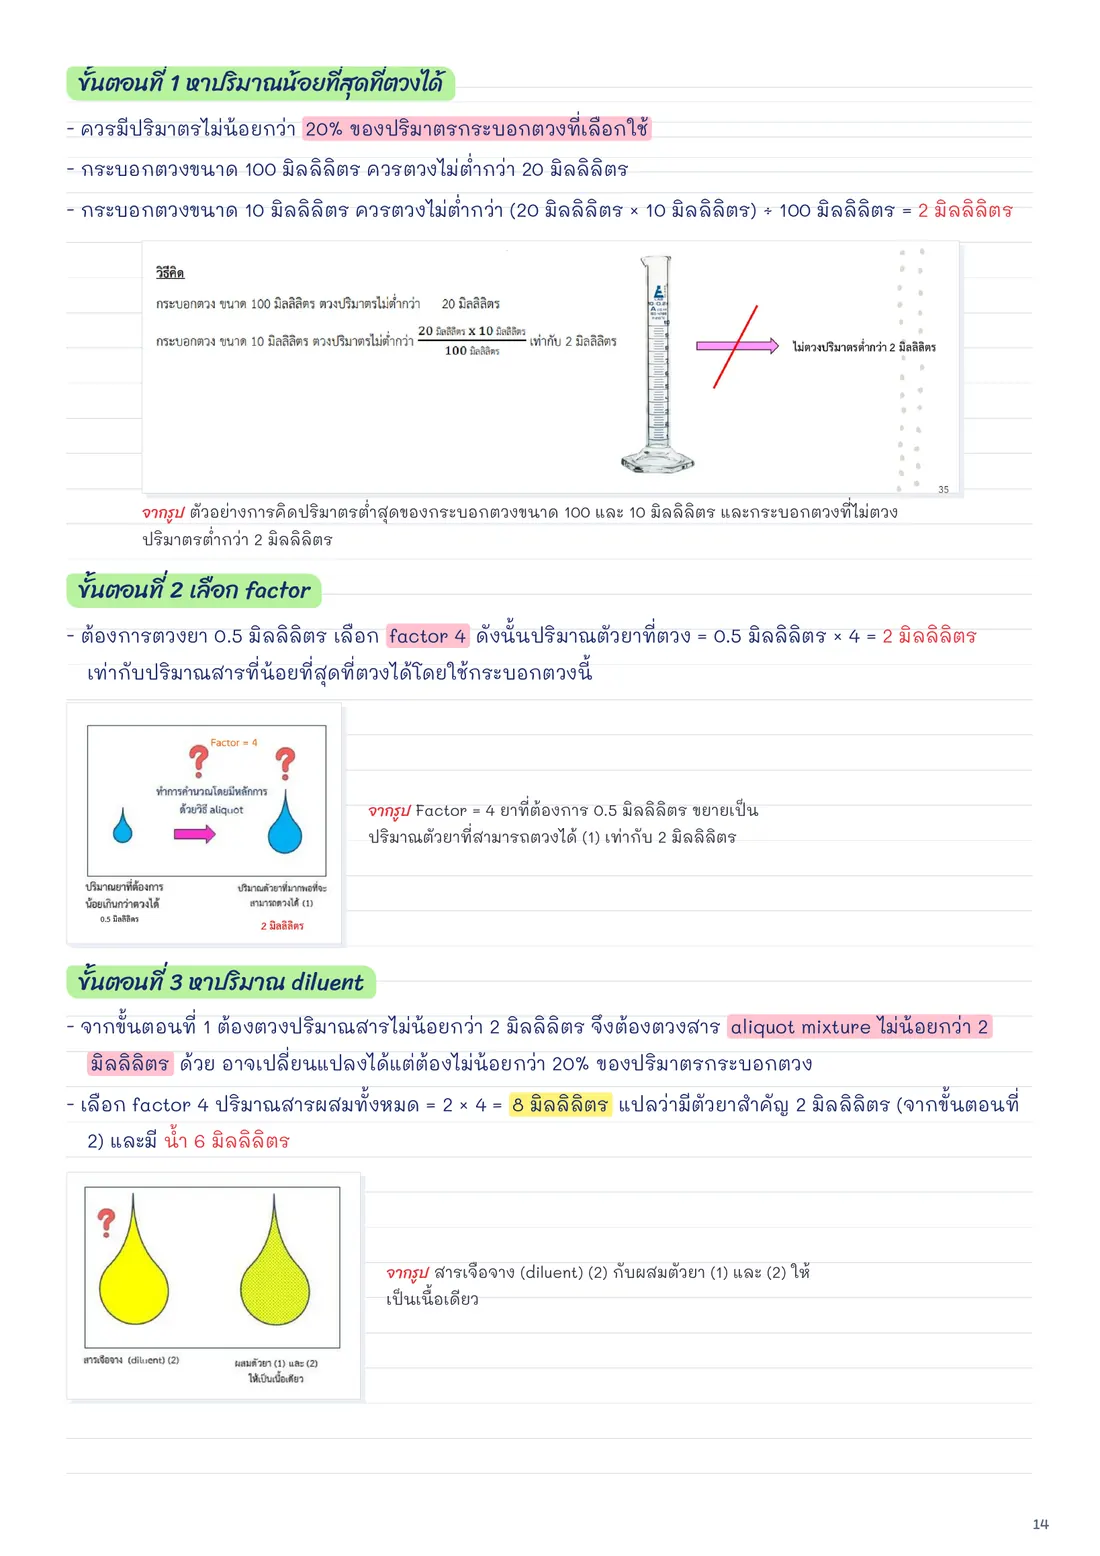 ขั้นตอนที่ 1 หาปริมาณน้อยที่สุดที่ตวงได้
- ควรมีปริมาตรไม่น้อยกว่า 20% ของปริมาตรกระบอกตวงที่เลือกใช้
- กระบอกตวงขนาด 100 มิลลิลิตร ควรตวงไม่ต่ำกว่า 20 มิลลิลิตร
- กระบอกตวงขนาด 10 มิลลิลิตร ควรตวงไม่ต่ำกว่า (20 มิลลิลิตร × 10 มิลลิลิตร) ÷ 100 มิลลิลิตร = 2 มิลลิลิตร
วิธีคิด
กระบอกตวง ขนาด 100 มิลลิลิตร ตวงปริมาตรไม่ต่ำกว่า 20 มิลลิลิตร
กระบอกตวง ขนาด 10 มิลลิลิตร ตวงปริมาตรไม่ต่ำกว่า 20 มิลลิลิตร x 10 มิลลิลิตร
100 มิลลิลิตร
เท่ากับ 2 มิลลิลิตร
ไม่ตวงปริมาตรต่ำกว่า 2 มิลลิลิตร
35
จากรูป ตัวอย่างการคิดปริมาตรต่ำสุดของกระบอกตวงขนาด 100 และ 10 มิลลิลิตร และกระบอกตวงที่ไม่ตวง
ปริมาตรต่ำกว่า 2 มิลลิลิตร
ขั้นตอนที่ 2 เลือก factor
- ต้องการตวงยา 0.5 มิลลิลิตร เลือก factor 4 ดังนั้นปริมาณตัวยาที่ตวง = 0.5 มิลลิลิตร × 4 = 2 มิลลิลิตร
เท่ากับปริมาณสารที่น้อยที่สุดที่ตวงได้โดยใช้กระบอกตวงนี้
Factor = 4
? ?
ทำการคำนวณโดยมีหลักการ
ด้วยวิธี aliquot
ปริมาณยาที่ต้องการ
น้อยเกินกว่าตวงได้
0.5 มิลลิลิตร
ปริมาณตัวยาที่มากพอที่จะ
สามารถตวงได้ (1)
2 มิลลิลิตร
จากรูป Factor = 4 ยาที่ต้องการ 0.5 มิลลิลิตร ขยายเป็น
ปริมาณตัวยาที่สามารถตวงได้ (1) เท่ากับ 2 มิลลิลิตร
ขั้นตอนที่ 3 หาปริมาณ diluent
- จากขั้นตอนที่ 1 ต้องตวงปริมาณสารไม่น้อยกว่า 2 มิลลิลิตร จึงต้องตวงสาร aliquot mixture ไม่น้อยกว่า 2
มิลลิลิตร ด้วย อาจเปลี่ยนแปลงได้แต่ต้องไม่น้อยกว่า 20% ของปริมาตรกระบอกตวง
- เลือก factor 4 ปริมาณสารผสมทั้งหมด = 2 × 4 = 8 มิลลิลิตร แปลว่ามีตัวยาสำคัญ 2 มิลลิลิตร (จากขั้นตอนที่
2) และมี น้ำ 6 มิลลิลิตร
?
สารเจือจาง (diluent) (2)
ผสมตัวยา (1) และ (2)
ให้เป็นเนื้อเดียว
จากรูป สารเจือจาง (diluent) (2) กับผสมตัวยา (1) และ (2) ให้
เป็นเนื้อเดียว
14